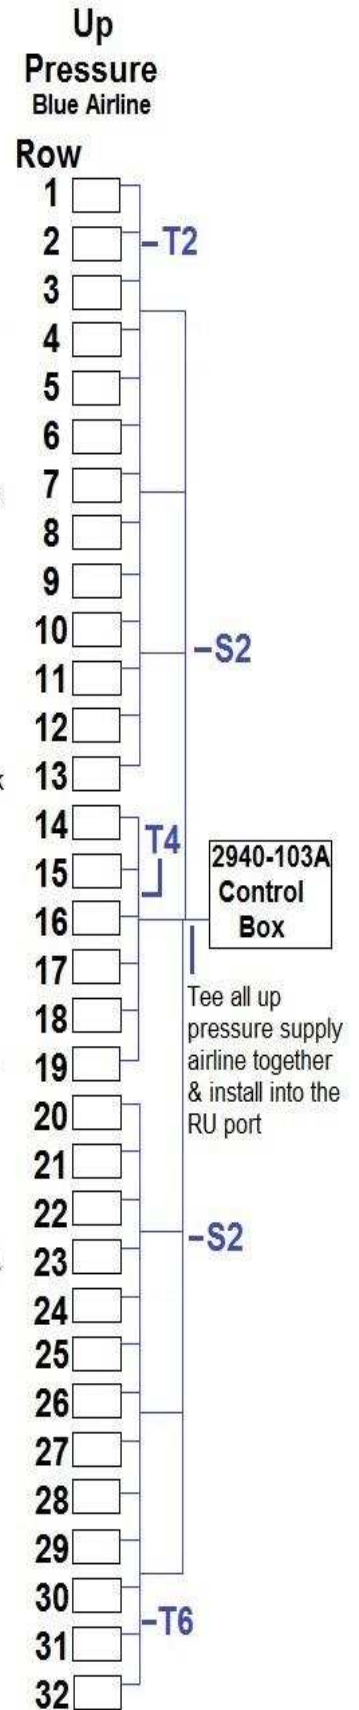 Up
Pressure
Blue Airline
Row
1
2
-T2
3
4
5
6
7
8
9
10
-S2
11
12
13
14
T4
15
2940-103A
Control
Box
16
17
Tee all up
pressure supply
airline together
& install into the
RU port
18
19
20
21
22
-S2
23
24
25
26
27
28
29
30
-T6
31
32